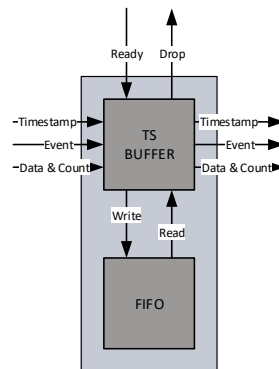 Ready Drop
Timestamp Timestamp
Event TS Event
BUFFER
Data & Count Data & Count
Write
Read
FIFO